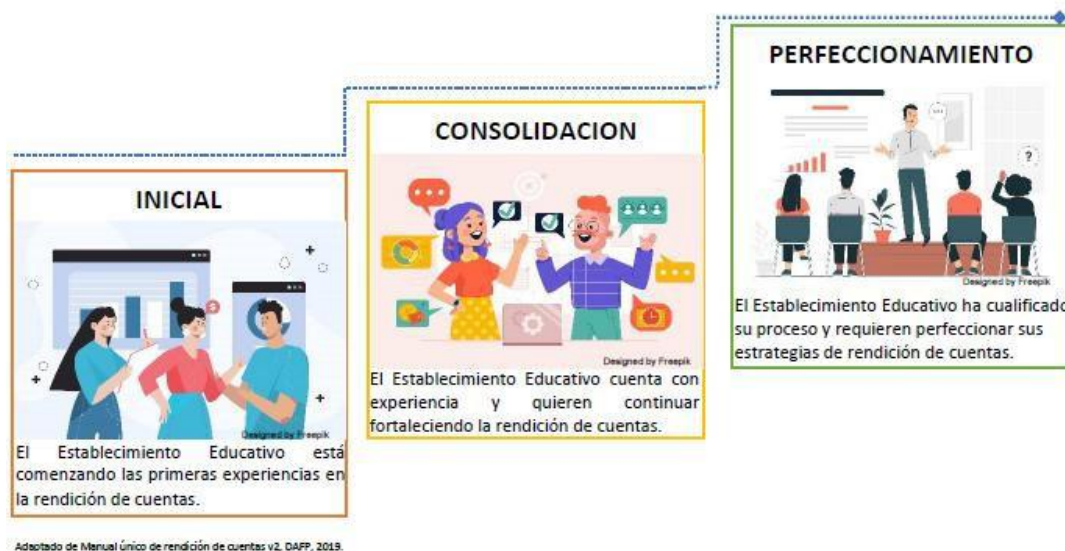 INICIAL
Designed by Freepik
El Establecimiento Educativo está
comenzando las primeras experiencias en
la rendición de cuentas.
CONSOLIDACION
Designed by Freepik
El Establecimiento Educativo cuenta con
experiencia y quieren continuar
fortaleciendo la rendición de cuentas.
PERFECCIONAMIENTO
?
Designed by Freepik
El Establecimiento Educativo ha cualificado
su proceso y requieren perfeccionar sus
estrategias de rendición de cuentas.
Adaptado de Manual único de rendición de cuentas v2, DAFP, 2019.